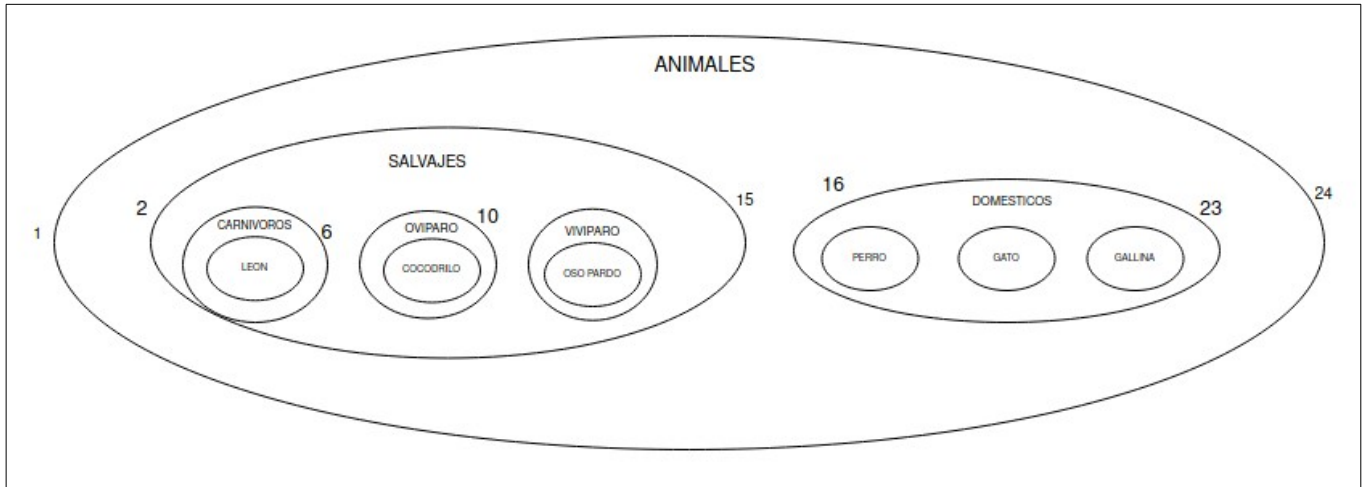 ANIMALES
SALVAJES
2
15
CARNIVOROS
6
LEON
OVIPARO
10
COCODRILO
VIVIPARO
OSO PARDO
16
DOMESTICOS
23
PERRO
GATO
GALLINA
1
24